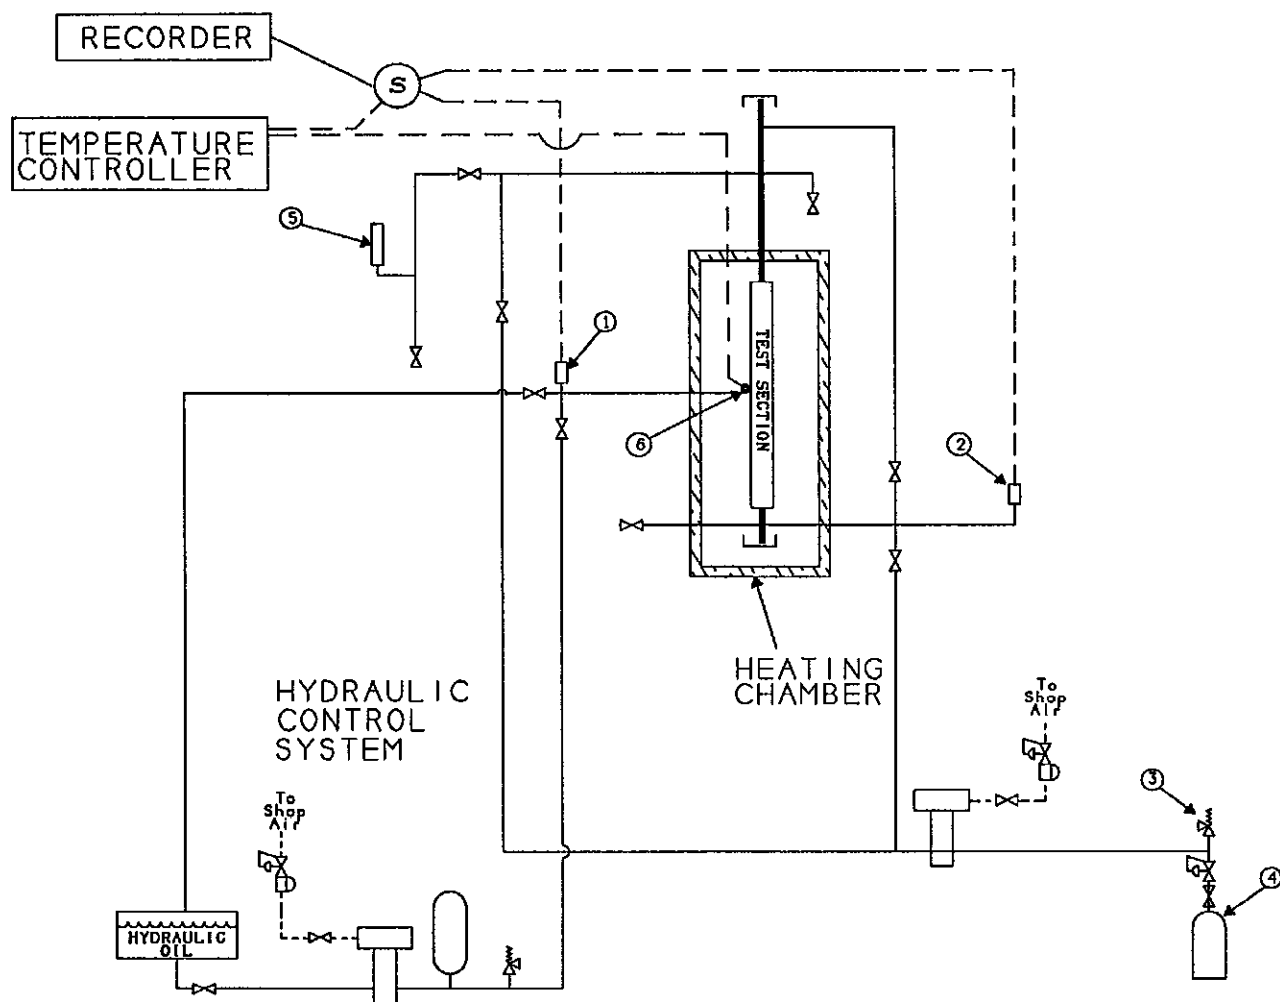 RECORDER
S
TEMPERATURE
CONTROLLER
5
1
TEST SECTION
6
2
HEATING
CHAMBER
HYDRAULIC
CONTROL
SYSTEM
To
Shop
Air
3
To
Shop
Air
4
HYDRAULIC
OIL